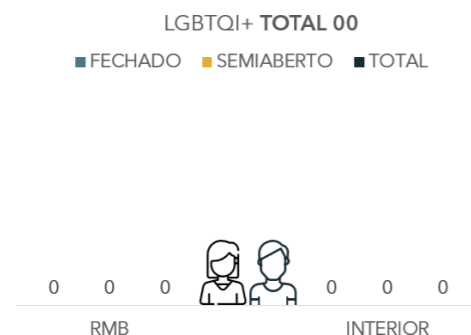 LGBTQI+ TOTAL 00
FECHADO SEMIABERTO TOTAL
0 0 0 0 0 0
RMB INTERIOR